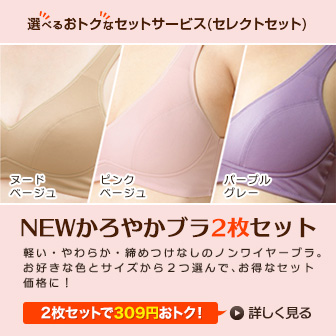 選べるおトクなセットサービス(セレクトセット)
ヌード
ベージュ
ピンク
ベージュ
パープル
グレー
NEWかろやかブラ2枚セット
軽い・やわらか・締めつけなしのノンワイヤーブラ。
お好きな色とサイズから2つ選んで、お得なセット
価格に！
2枚セットで309円おトク！
詳しく見る